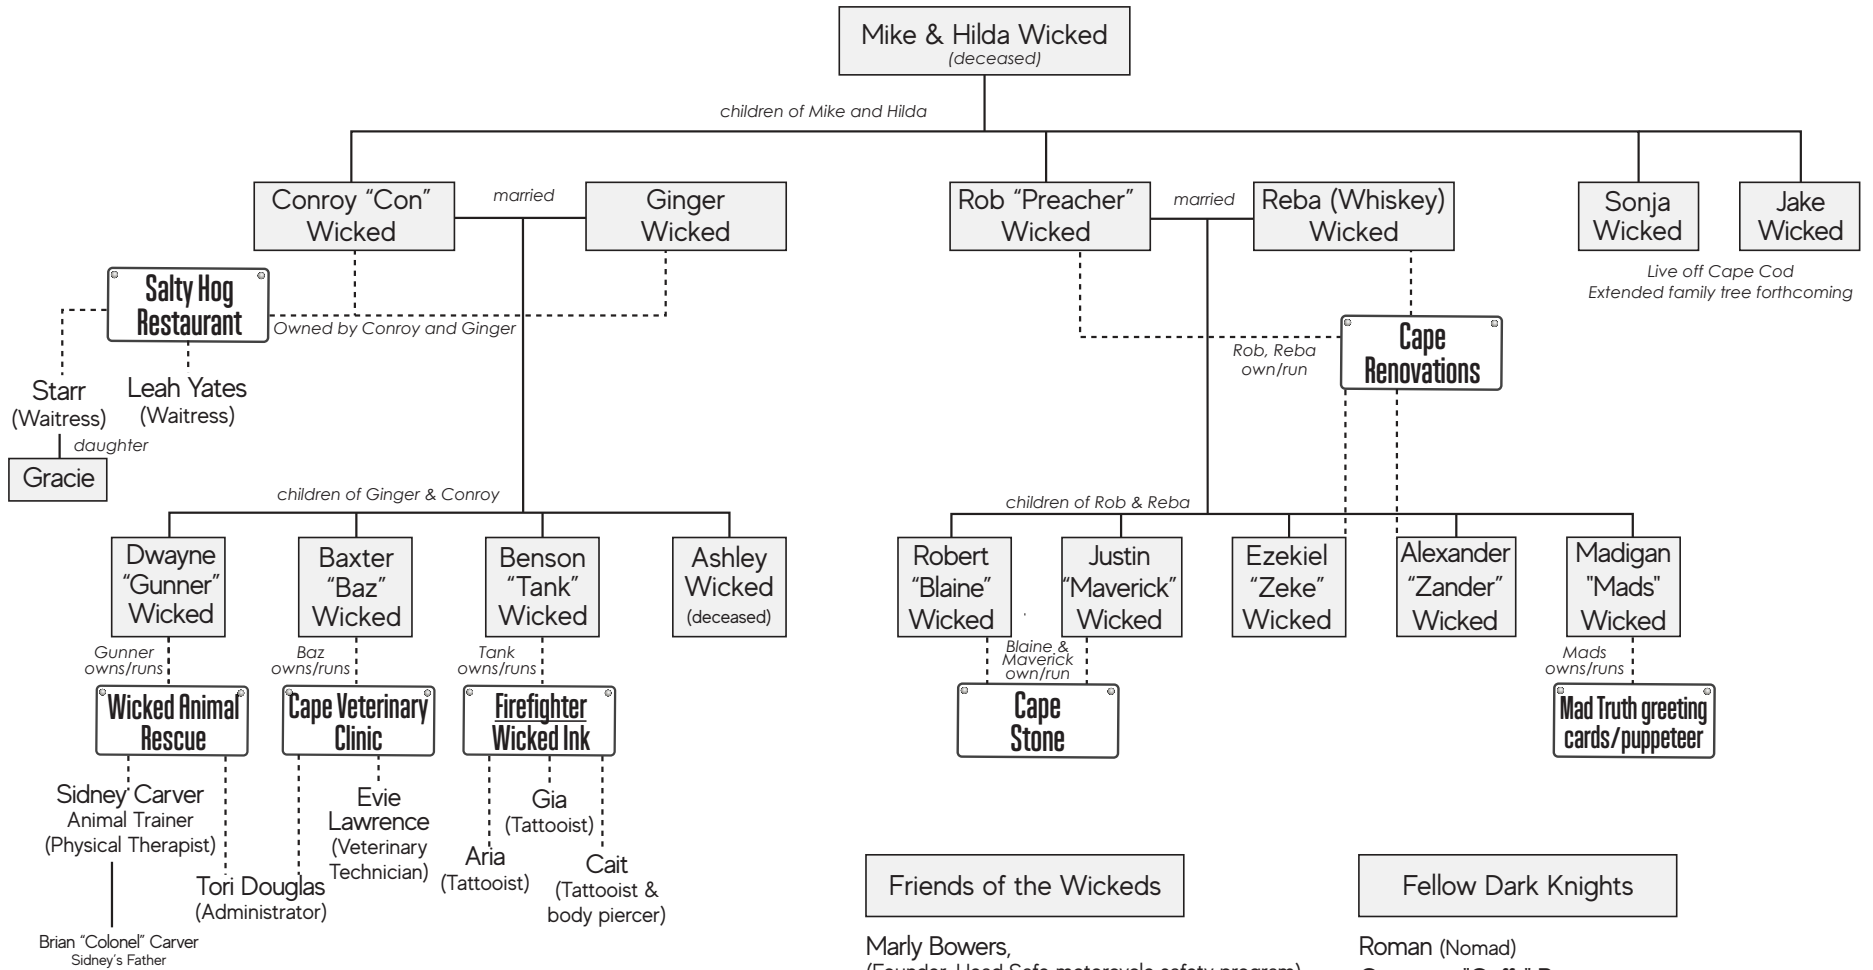 Mike & Hilda Wicked
(deceased)
children of Mike and Hilda
Conroy “Con”
Wicked
married
Ginger
Wicked
Rob “Preacher”
Wicked
married
Reba (Whiskey)
Wicked
Sonja
Wicked
Jake
Wicked
Live off Cape Cod
Extended family tree forthcoming
Salty Hog
Restaurant
Owned by Conroy and Ginger
Cape
Renovations
Rob, Reba
own/run
Starr
(Waitress)
Leah Yates
(Waitress)
daughter
Gracie
children of Ginger & Conroy
children of Rob & Reba
Dwayne
“Gunner”
Wicked
Baxter
“Baz”
Wicked
Benson
“Tank”
Wicked
Ashley
Wicked
(deceased)
Robert
“Blaine”
Wicked
Justin
“Maverick”
Wicked
Ezekiel
“Zeke”
Wicked
Alexander
“Zander”
Wicked
Madigan
"Mads"
Wicked
Gunner
owns/runs
Baz
owns/runs
Tank
owns/runs
Blaine &
Maverick
own/run
Mads
owns/runs
Wicked Animal
Rescue
Cape Veterinary
Clinic
Firefighter
Wicked Ink
Cape
Stone
Mad Truth greeting
cards/puppeteer
Sidney Carver
Animal Trainer
(Physical Therapist)
Tori Douglas
(Administrator)
Evie
Lawrence
(Veterinary
Technician)
Aria
(Tattooist)
Gia
(Tattooist)
Cait
(Tattooist &
body piercer)
Brian “Colonel” Carver
Sidney’s Father
Friends of the Wickeds
Marly Bowers,
Fellow Dark Knights
Roman (Nomad)